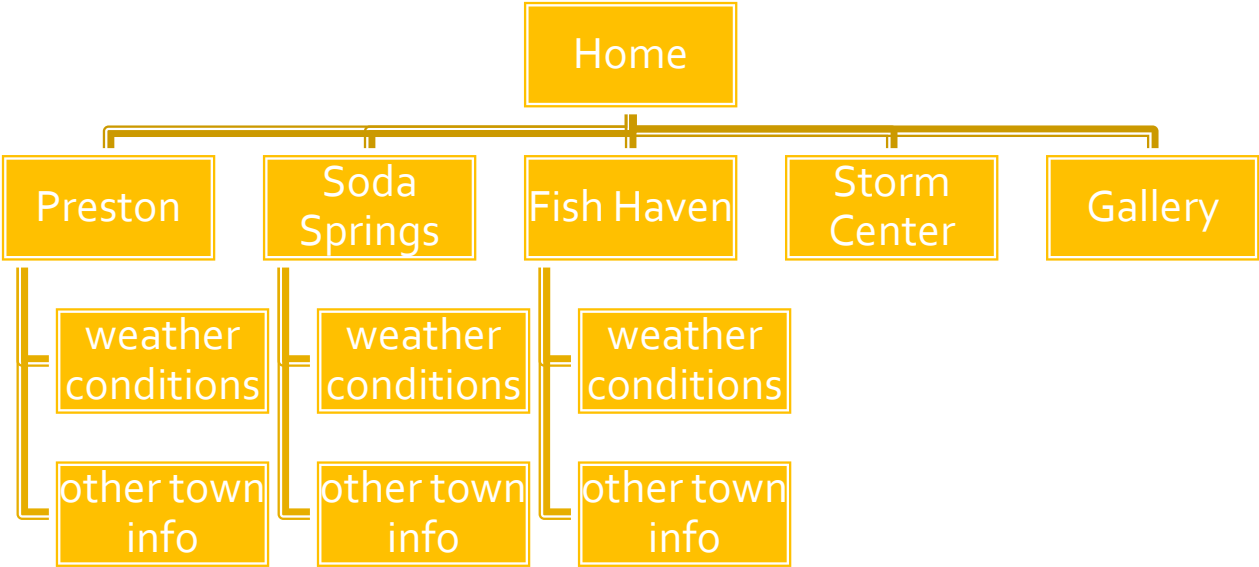 Home
Preston
Soda
Springs
Fish Haven
Storm
Center
Gallery
weather
conditions
weather
conditions
weather
conditions
other town
info
other town
info
other town
info